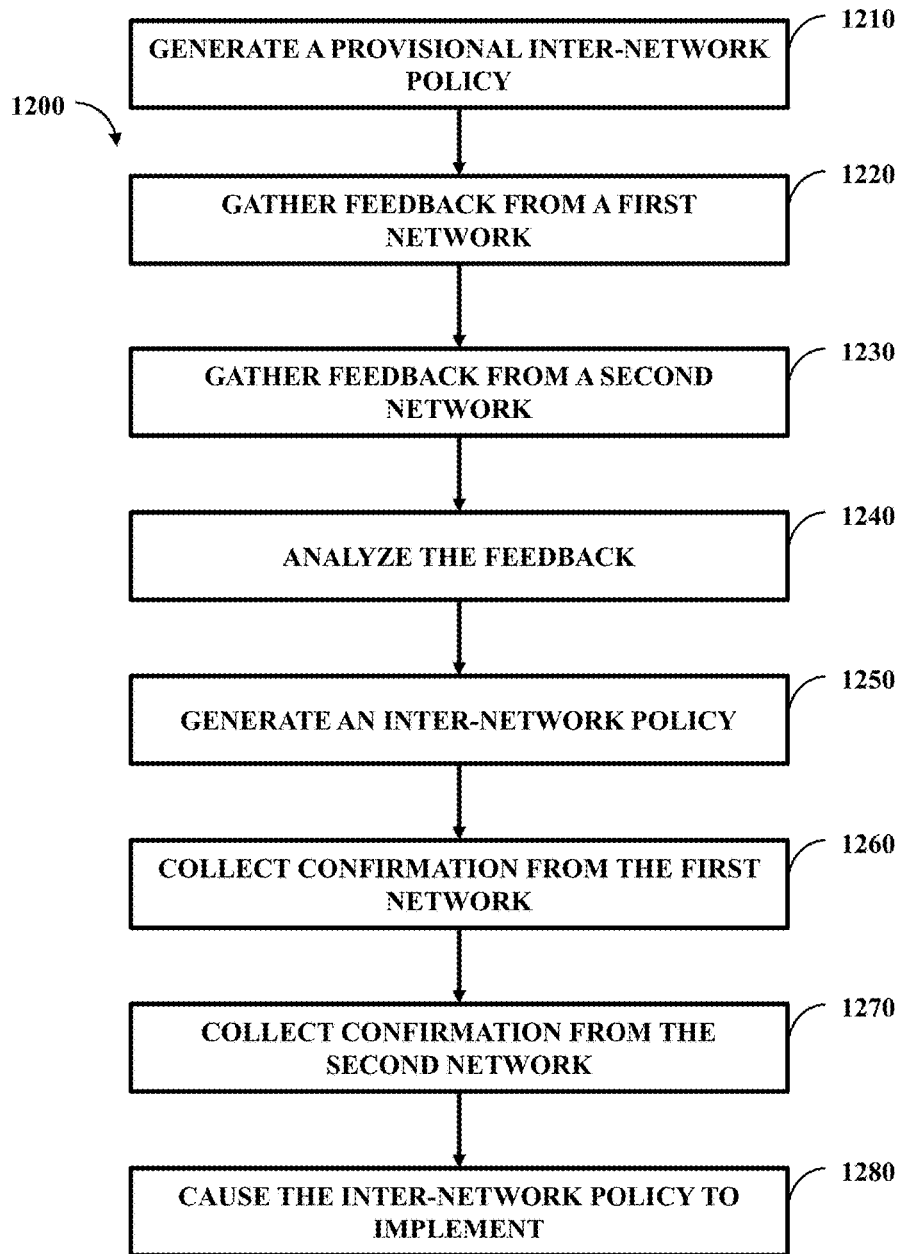 1210
GENERATE A PROVISIONAL INTER-NETWORK
POLICY
1200
1220
GATHER FEEDBACK FROM A FIRST
NETWORK
1230
GATHER FEEDBACK FROM A SECOND
NETWORK
1240
ANALYZE THE FEEDBACK
1250
GENERATE AN INTER-NETWORK POLICY
1260
COLLECT CONFIRMATION FROM THE FIRST
NETWORK
1270
COLLECT CONFIRMATION FROM THE
SECOND NETWORK
1280
CAUSE THE INTER-NETWORK POLICY TO
IMPLEMENT